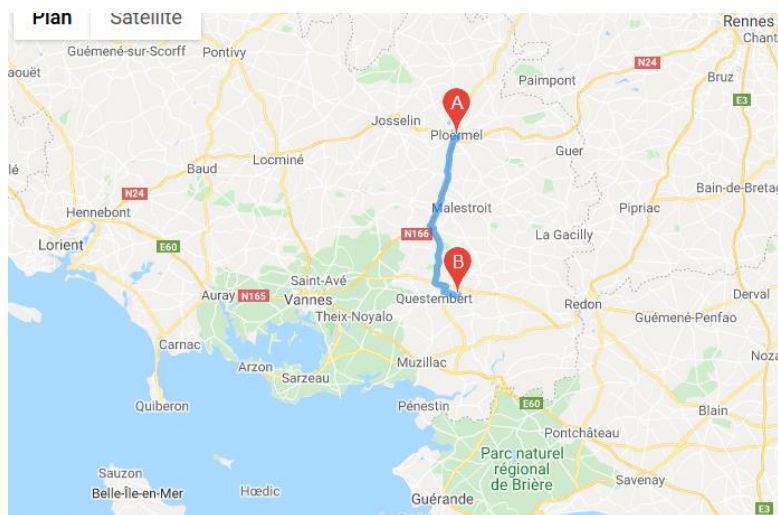 Plan
Satellite
Rennes
Guémené-sur-Scorff
Pontivy
Chant
N24
aouët
Paimpont
Bruz
E3
A
Josselin
Ploërmel
Guer
Locminé
lé
Baud
Bain-de-Bretag
N24
Malestroit
Pipriac
Hennebont
N166
La Gacilly
Lorient
E60
B
Saint-Avé
Auray
N165
Vannes
Questembert
Redon
Derval
Theix-Noyalo
Guémené-Penfao
Carnac
Noza
Arzon
Muzillac
Sarzeau
Quiberon
Pénestin
E60
Blain
Pontchâteau
Parc naturel
régional
de Brière
Sauzon
Savenay
Belle-Île-en-Mer
Hœdic
Guérande
E3